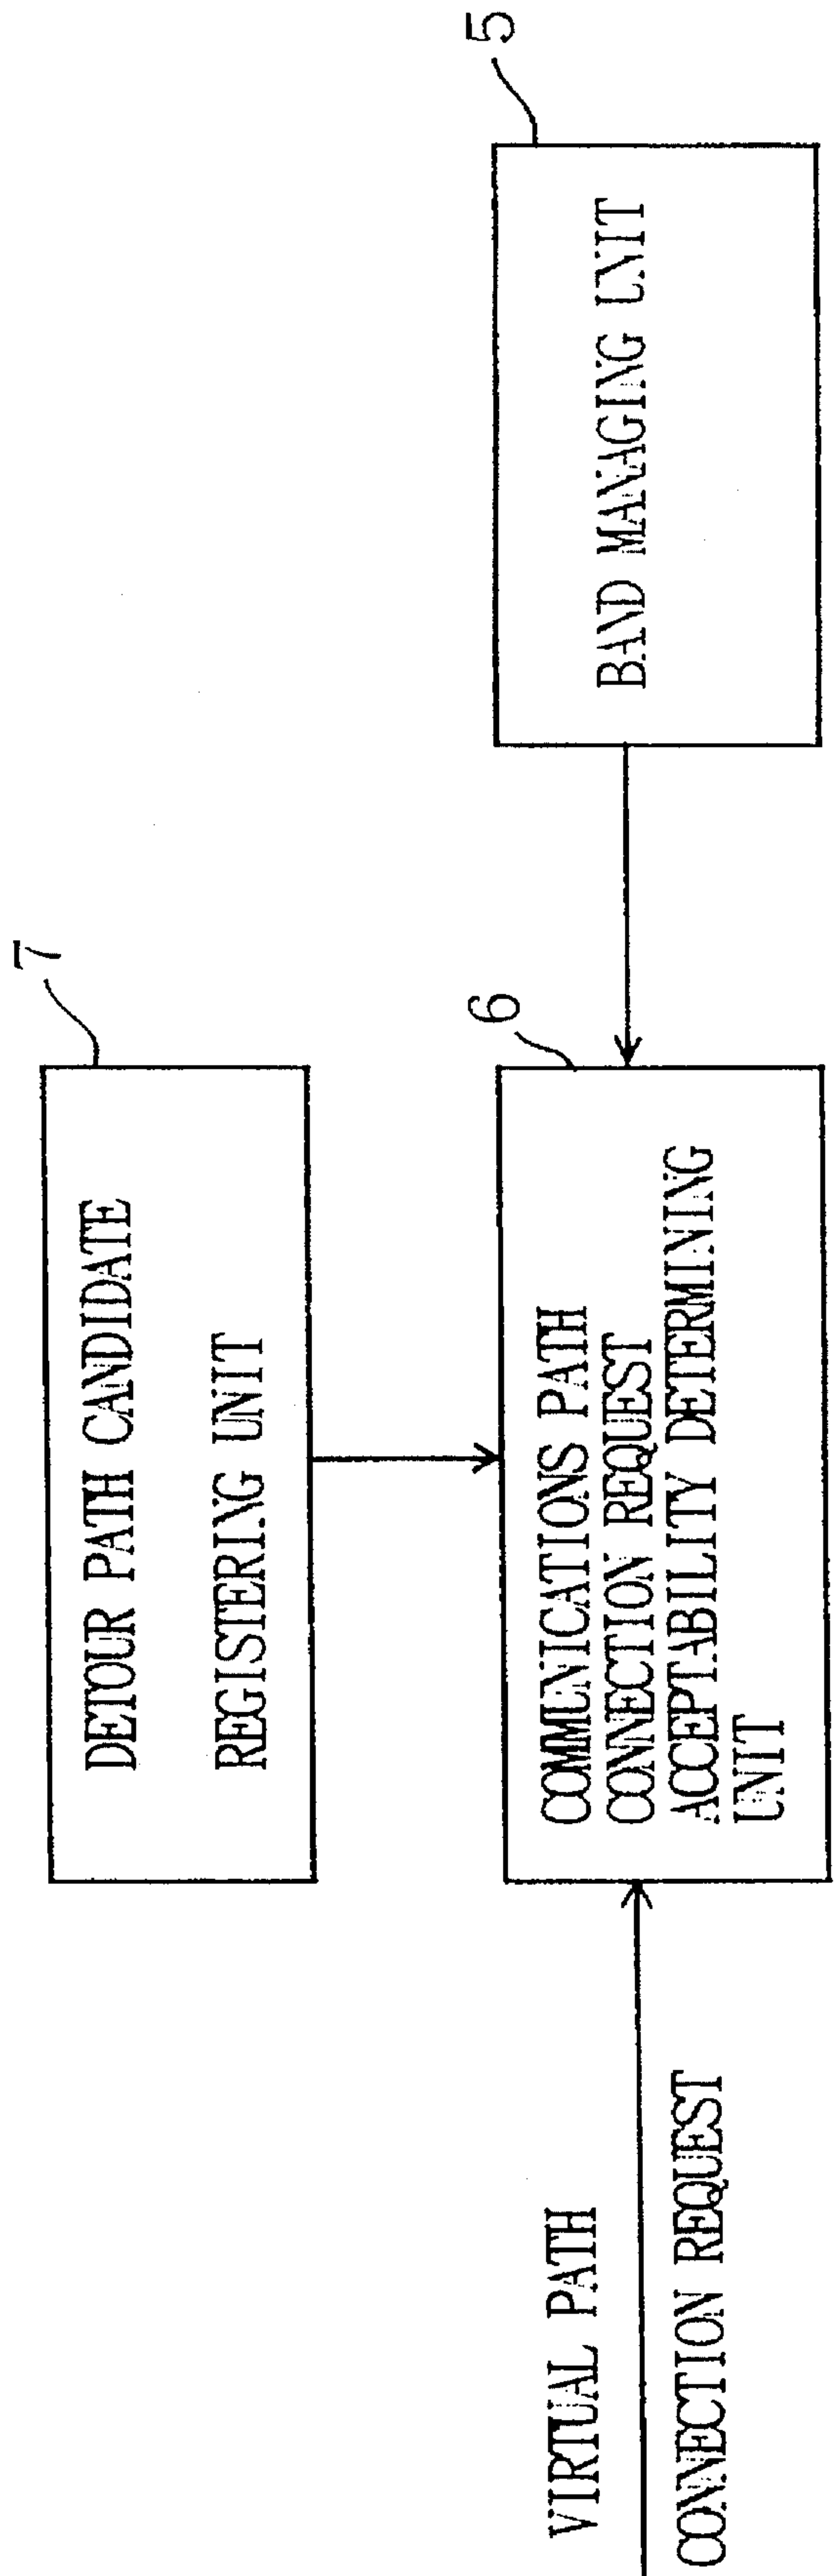 7
DETOUR PATH CANDIDATE
REGISTERING UNIT
VIRTUAL PATH
CONNECTION REQUEST
6
COMMUNICATIONS PATH
CONNECTION REQUEST
ACCEPTABILITY DETERMINING
UNIT
5
BAND MANAGING UNIT